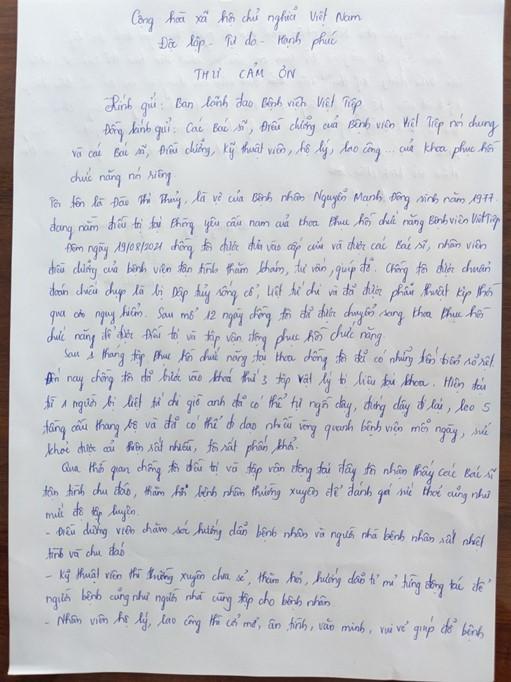 Cộng hoà xã hội chủ nghĩa Việt Nam
Độc lập - Tự do - Hạnh phúc
THƯ CẢM ƠN
Kính gửi: Ban lãnh đạo Bệnh viện Việt Tiệp
Đồng kính gửi: Các Bác sĩ, Điều dưỡng của Bệnh viện Việt Tiệp nói chung
và các Bác sĩ, Điều dưỡng, Kỹ thuật viên, hộ lý, lao công ... của khoa phục hồi
chức năng nói riêng.
Tôi tên là Đào Thị Thuỷ, là vợ của Bệnh nhân Nguyễn Mạnh Đông sinh năm 1977
đang nằm điều trị tại Phòng yêu cầu nam của khoa Phục hồi chức năng Bệnh viện Việt Tiệp
Đêm ngày 19/08/2021 chồng tôi được đưa vào cấp cứu và được các Bác sĩ, nhân viên
điều dưỡng của bệnh viện tận tình thăm khám, tư vấn, giúp đỡ. Chồng tôi được chuẩn
đoán chiếu chụp là bị Dập tuỷ sống cổ, Liệt tứ chi và đã được phẫu thuật kịp thời
qua cơn nguy hiểm. Sau mổ 12 ngày chồng tôi đã được chuyển sang khoa Phục hồi
chức năng để được Điều trị và tập vận động phục hồi chức năng.
Sau 1 tháng tập phục hồi chức năng tại khoa chồng tôi đã có những tiến triển rõ rệt.
Đến nay chồng tôi đã bước vào khoá thứ 3 tập vật lý trị liệu tại khoa. Hiện tại
từ 1 người bị liệt tứ chi giờ anh đã có thể tự ngồi dậy, đứng dậy đi lại, leo 5
tầng cầu thang bộ và đã có thể đi dạo nhiều vòng quanh bệnh viện mỗi ngày, sức
khoẻ được cải thiện rất nhiều, tôi rất phấn khởi.
Qua thời gian chồng tôi điều trị và tập vận động tại đây tôi nhận thấy các Bác sĩ
tận tình chu đáo, thăm hỏi bệnh nhân thường xuyên để đánh giá sức khoẻ cũng như
mức độ tập luyện.
- Điều dưỡng viên chăm sóc hướng dẫn bệnh nhân và người nhà bệnh nhân rất nhiệt
tình và chu đáo
- Kỹ thuật viên thì thường xuyên chia sẻ, thăm hỏi, hướng dẫn tỉ mỉ từng động tác để
người bệnh cũng như người nhà cùng tập cho bệnh nhân
- Nhân viên hộ lý, lao công thì cởi mở, ân tình, văn minh, vui vẻ giúp đỡ bệnh